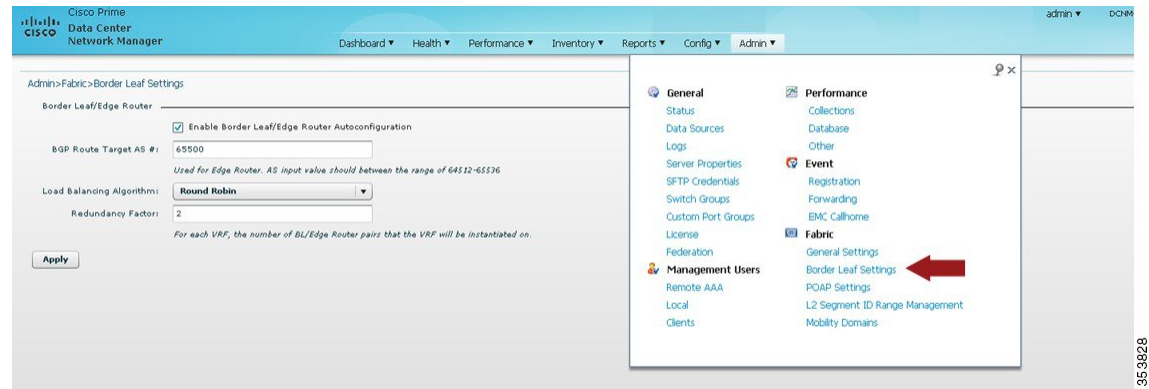 Cisco Prime
CISCO
Data Center
Network Manager
admin
DCNM
Dashboard Health Performance Inventory Reports Config Admin
Admin>Fabric>Border Leaf Settings
Border Leaf/Edge Router
Enable Border Leaf/Edge Router Autoconfiguration
BGP Route Target AS #: 65500
Used for Edge Router. AS input value should between the range of 64512-65536
Load Balancing Algorithm: Round Robin
Redundancy Factor: 2
For each VRF, the number of BL/Edge Router pairs that the VRF will be instantiated on.
Apply
General
Status
Data Sources
Logs
Server Properties
SFTP Credentials
Switch Groups
Custom Port Groups
License
Federation
Management Users
Remote AAA
Local
Clients
Performance
Collections
Database
Other
Event
Registration
Forwarding
EMC Callhome
Fabric
General Settings
Border Leaf Settings
POAP Settings
L2 Segment ID Range Management
Mobility Domains
353828